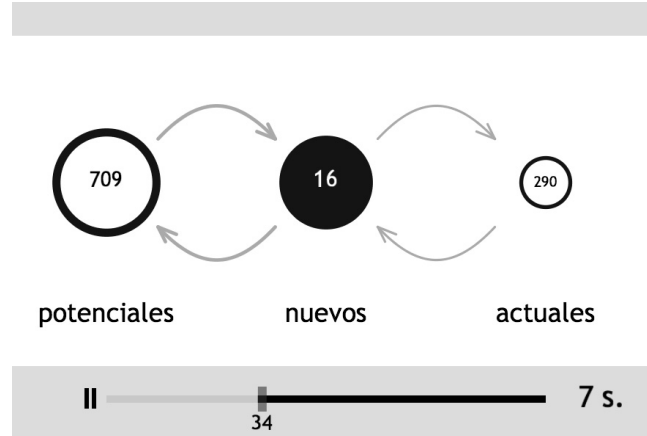 709
16
290
potenciales
nuevos
actuales
7 s.
34